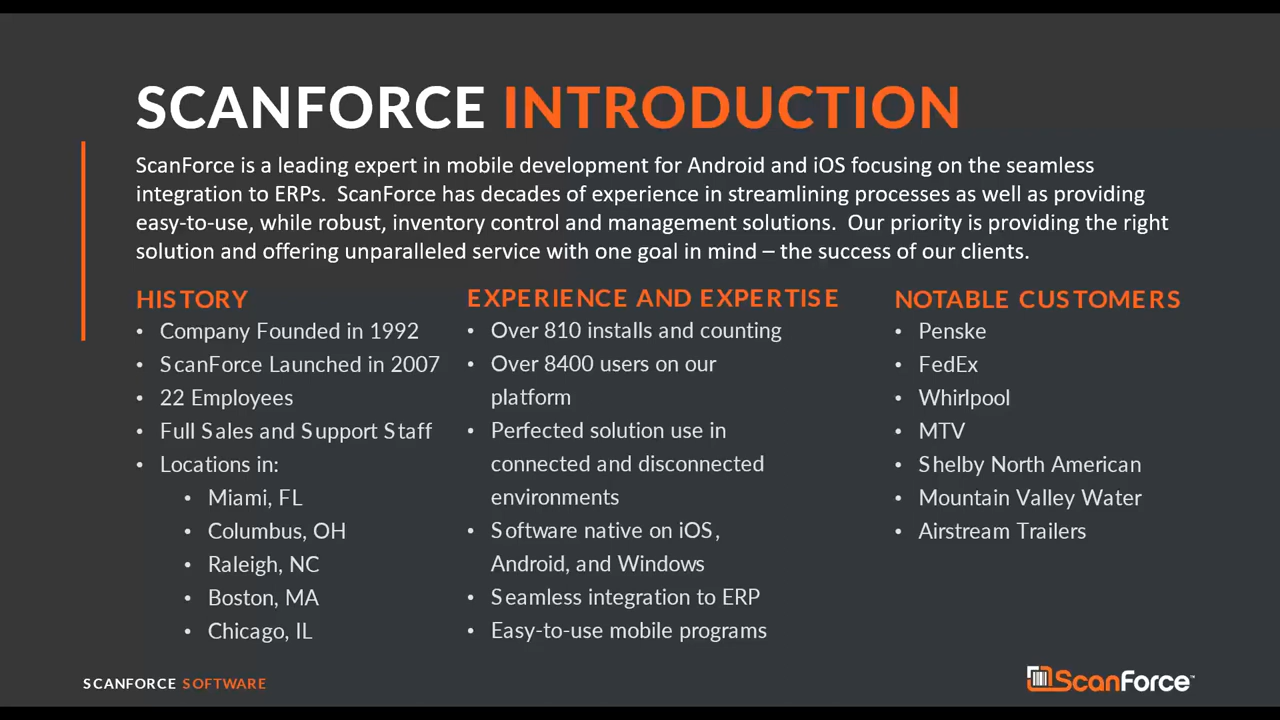 SCANFORCE INTRODUCTION
ScanForce is a leading expert in mobile development for Android and iOS focusing on the seamless
integration to ERPs.  ScanForce has decades of experience in streamlining processes as well as providing
easy-to-use, while robust, inventory control and management solutions.  Our priority is providing the right
solution and offering unparalleled service with one goal in mind – the success of our clients.
HISTORY
• Company Founded in 1992
• ScanForce Launched in 2007
• 22 Employees
• Full Sales and Support Staff
• Locations in:
• Miami, FL
• Columbus, OH
• Raleigh, NC
• Boston, MA
• Chicago, IL
EXPERIENCE AND EXPERTISE
• Over 810 installs and counting
• Over 8400 users on our
platform
• Perfected solution use in
connected and disconnected
environments
• Software native on iOS,
Android, and Windows
• Seamless integration to ERP
• Easy-to-use mobile programs
NOTABLE CUSTOMERS
• Penske
• FedEx
• Whirlpool
• MTV
• Shelby North American
• Mountain Valley Water
• Airstream Trailers
SCANFORCE SOFTWARE
ScanForce™